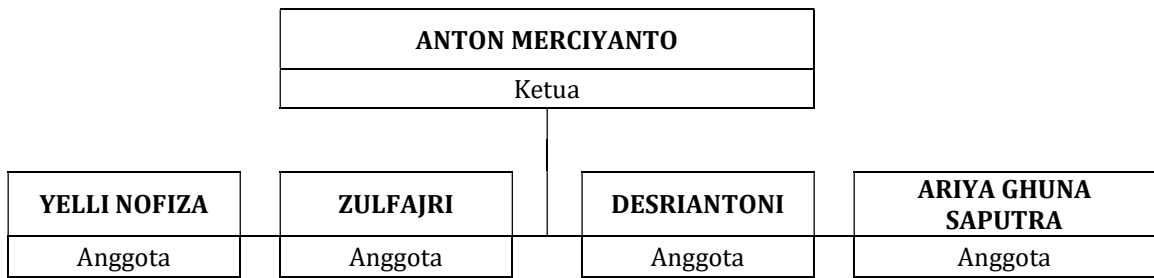 ANTON MERCIYANTO
Ketua
YELLI NOFIZA
Anggota
ZULFAJRI
Anggota
DESRIANTONI
Anggota
ARIYA GHUNA
SAPUTRA
Anggota